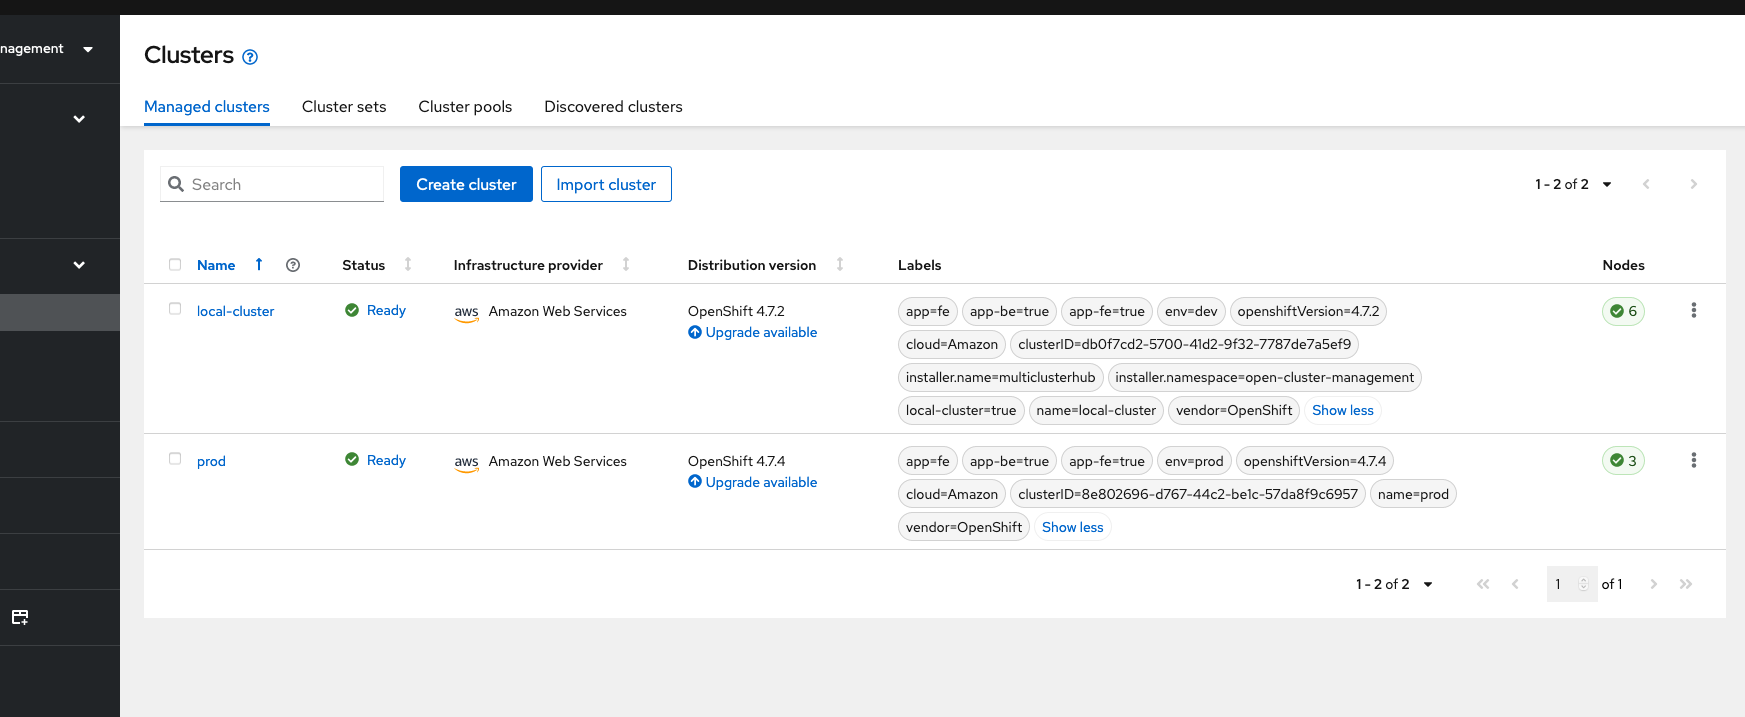 nagement
Clusters
Managed clusters Cluster sets Cluster pools Discovered clusters
Search Create cluster Import cluster 1 - 2 of 2
Name Status Infrastructure provider Distribution version Labels Nodes
local-cluster Ready aws Amazon Web Services OpenShift 4.7.2 app=fe app-be=true app-fe=true env=dev openshiftVersion=4.7.2 6
Upgrade available
cloud=Amazon clusterID=db0f7cd2-5700-41d2-9f32-7787de7a5ef9
installer.name=multiclusterhub installer.namespace=open-cluster-management
local-cluster=true name=local-cluster vendor=OpenShift Show less
prod Ready aws Amazon Web Services OpenShift 4.7.4 app=fe app-be=true app-fe=true env=prod openshiftVersion=4.7.4 3
Upgrade available
cloud=Amazon clusterID=8e802696-d767-44c2-be1c-57da8f9c6957 name=prod
vendor=OpenShift Show less
1 - 2 of 2 1 of 1